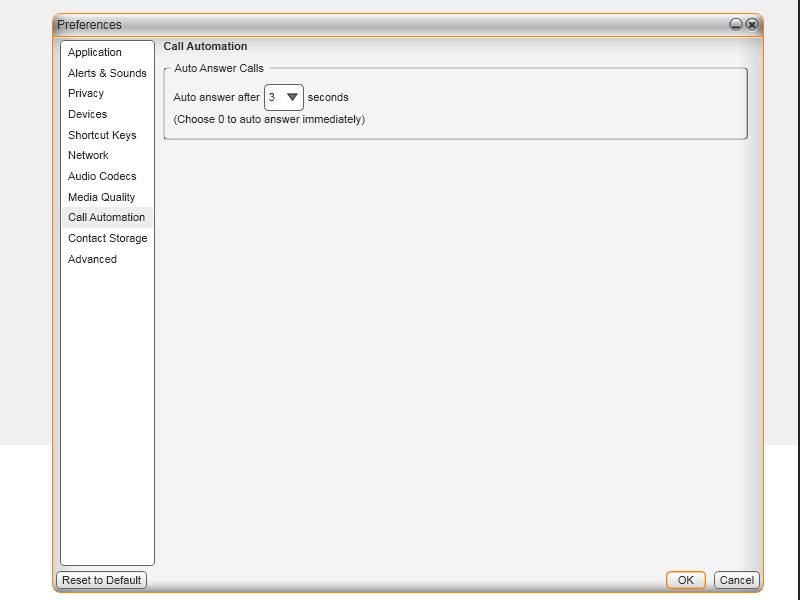 Preferences
Application
Alerts & Sounds
Privacy
Devices
Shortcut Keys
Network
Audio Codecs
Media Quality
Call Automation
Contact Storage
Advanced
Call Automation
Auto Answer Calls
Auto answer after 3 seconds
(Choose 0 to auto answer immediately)
Reset to Default
OK
Cancel